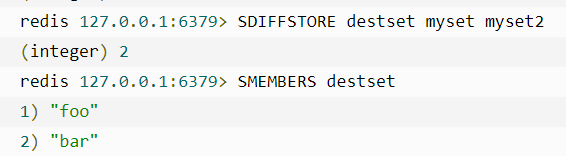 redis 127.0.0.1:6379> SDIFFSTORE destset myset myset2
(integer) 2
redis 127.0.0.1:6379> SMEMBERS destset
1) "foo"
2) "bar"